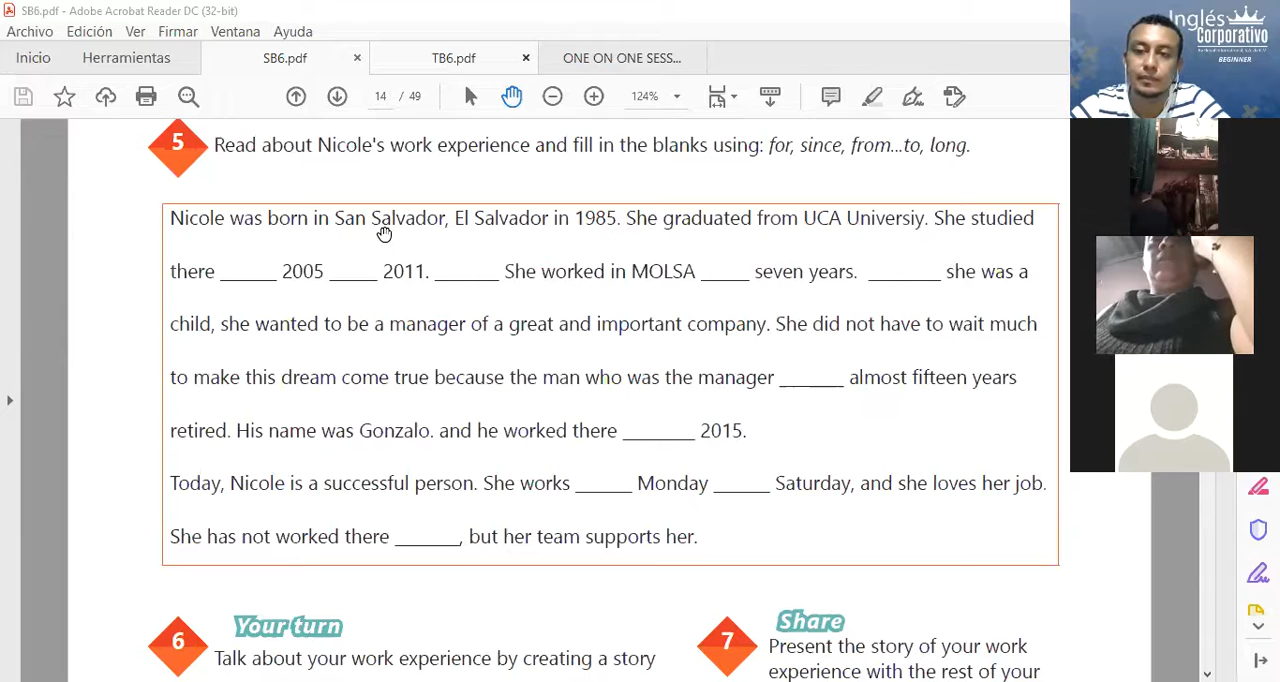 SB6.pdf - Adobe Acrobat Reader DC (32-bit)
Archivo Edición Ver Firmar Ventana Ayuda
Inicio Herramientas SB6.pdf × TB6.pdf × ONE ON ONE SESS...
14 / 49 124%
5 Read about Nicole's work experience and fill in the blanks using: for, since, from...to, long.
Nicole was born in San Salvador, El Salvador in 1985. She graduated from UCA Universiy. She studied
there ______ 2005 _____ 2011. _______ She worked in MOLSA _____ seven years. ________ she was a
child, she wanted to be a manager of a great and important company. She did not have to wait much
to make this dream come true because the man who was the manager _______ almost fifteen years
retired. His name was Gonzalo. and he worked there ________ 2015.
Today, Nicole is a successful person. She works ______ Monday ______ Saturday, and she loves her job.
She has not worked there _______, but her team supports her.
6 Your turn
Talk about your work experience by creating a story
7 Share
Present the story of your work
experience with the rest of your
Inglés
Corporativo
BEGINNER